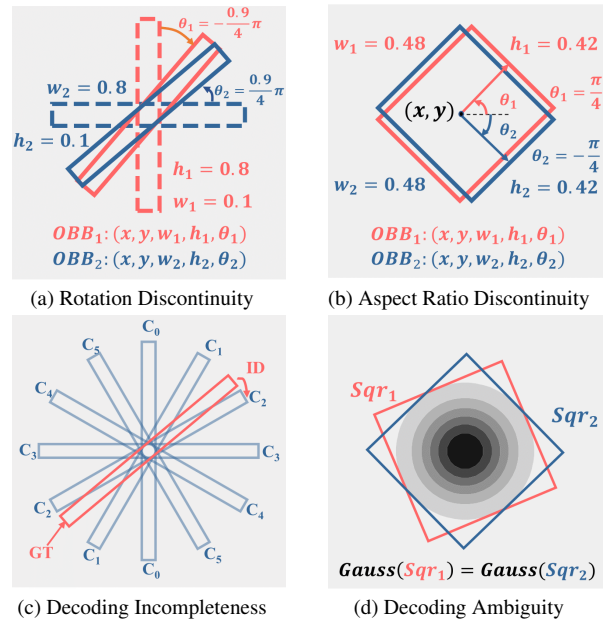 θ₁ = −0.9/4 π
w₂ = 0.8
θ₂ = 0.9/4 π
h₂ = 0.1
h₁ = 0.8
w₁ = 0.1
OBB₁: (x, y, w₁, h₁, θ₁)
OBB₂: (x, y, w₂, h₂, θ₂)
(a) Rotation Discontinuity
w₁ = 0.48
h₁ = 0.42
θ₁ = π/4
(x, y)
θ₁
θ₂
θ₂ = −π/4
w₂ = 0.48
h₂ = 0.42
OBB₁: (x, y, w₁, h₁, θ₁)
OBB₂: (x, y, w₂, h₂, θ₂)
(b) Aspect Ratio Discontinuity
C₀
C₅
C₁
ID
C₄
C₂
C₃
C₃
C₂
C₄
GT
C₁
C₅
C₀
(c) Decoding Incompleteness
Sqr₁
Sqr₂
Gauss(Sqr₁) = Gauss(Sqr₂)
(d) Decoding Ambiguity